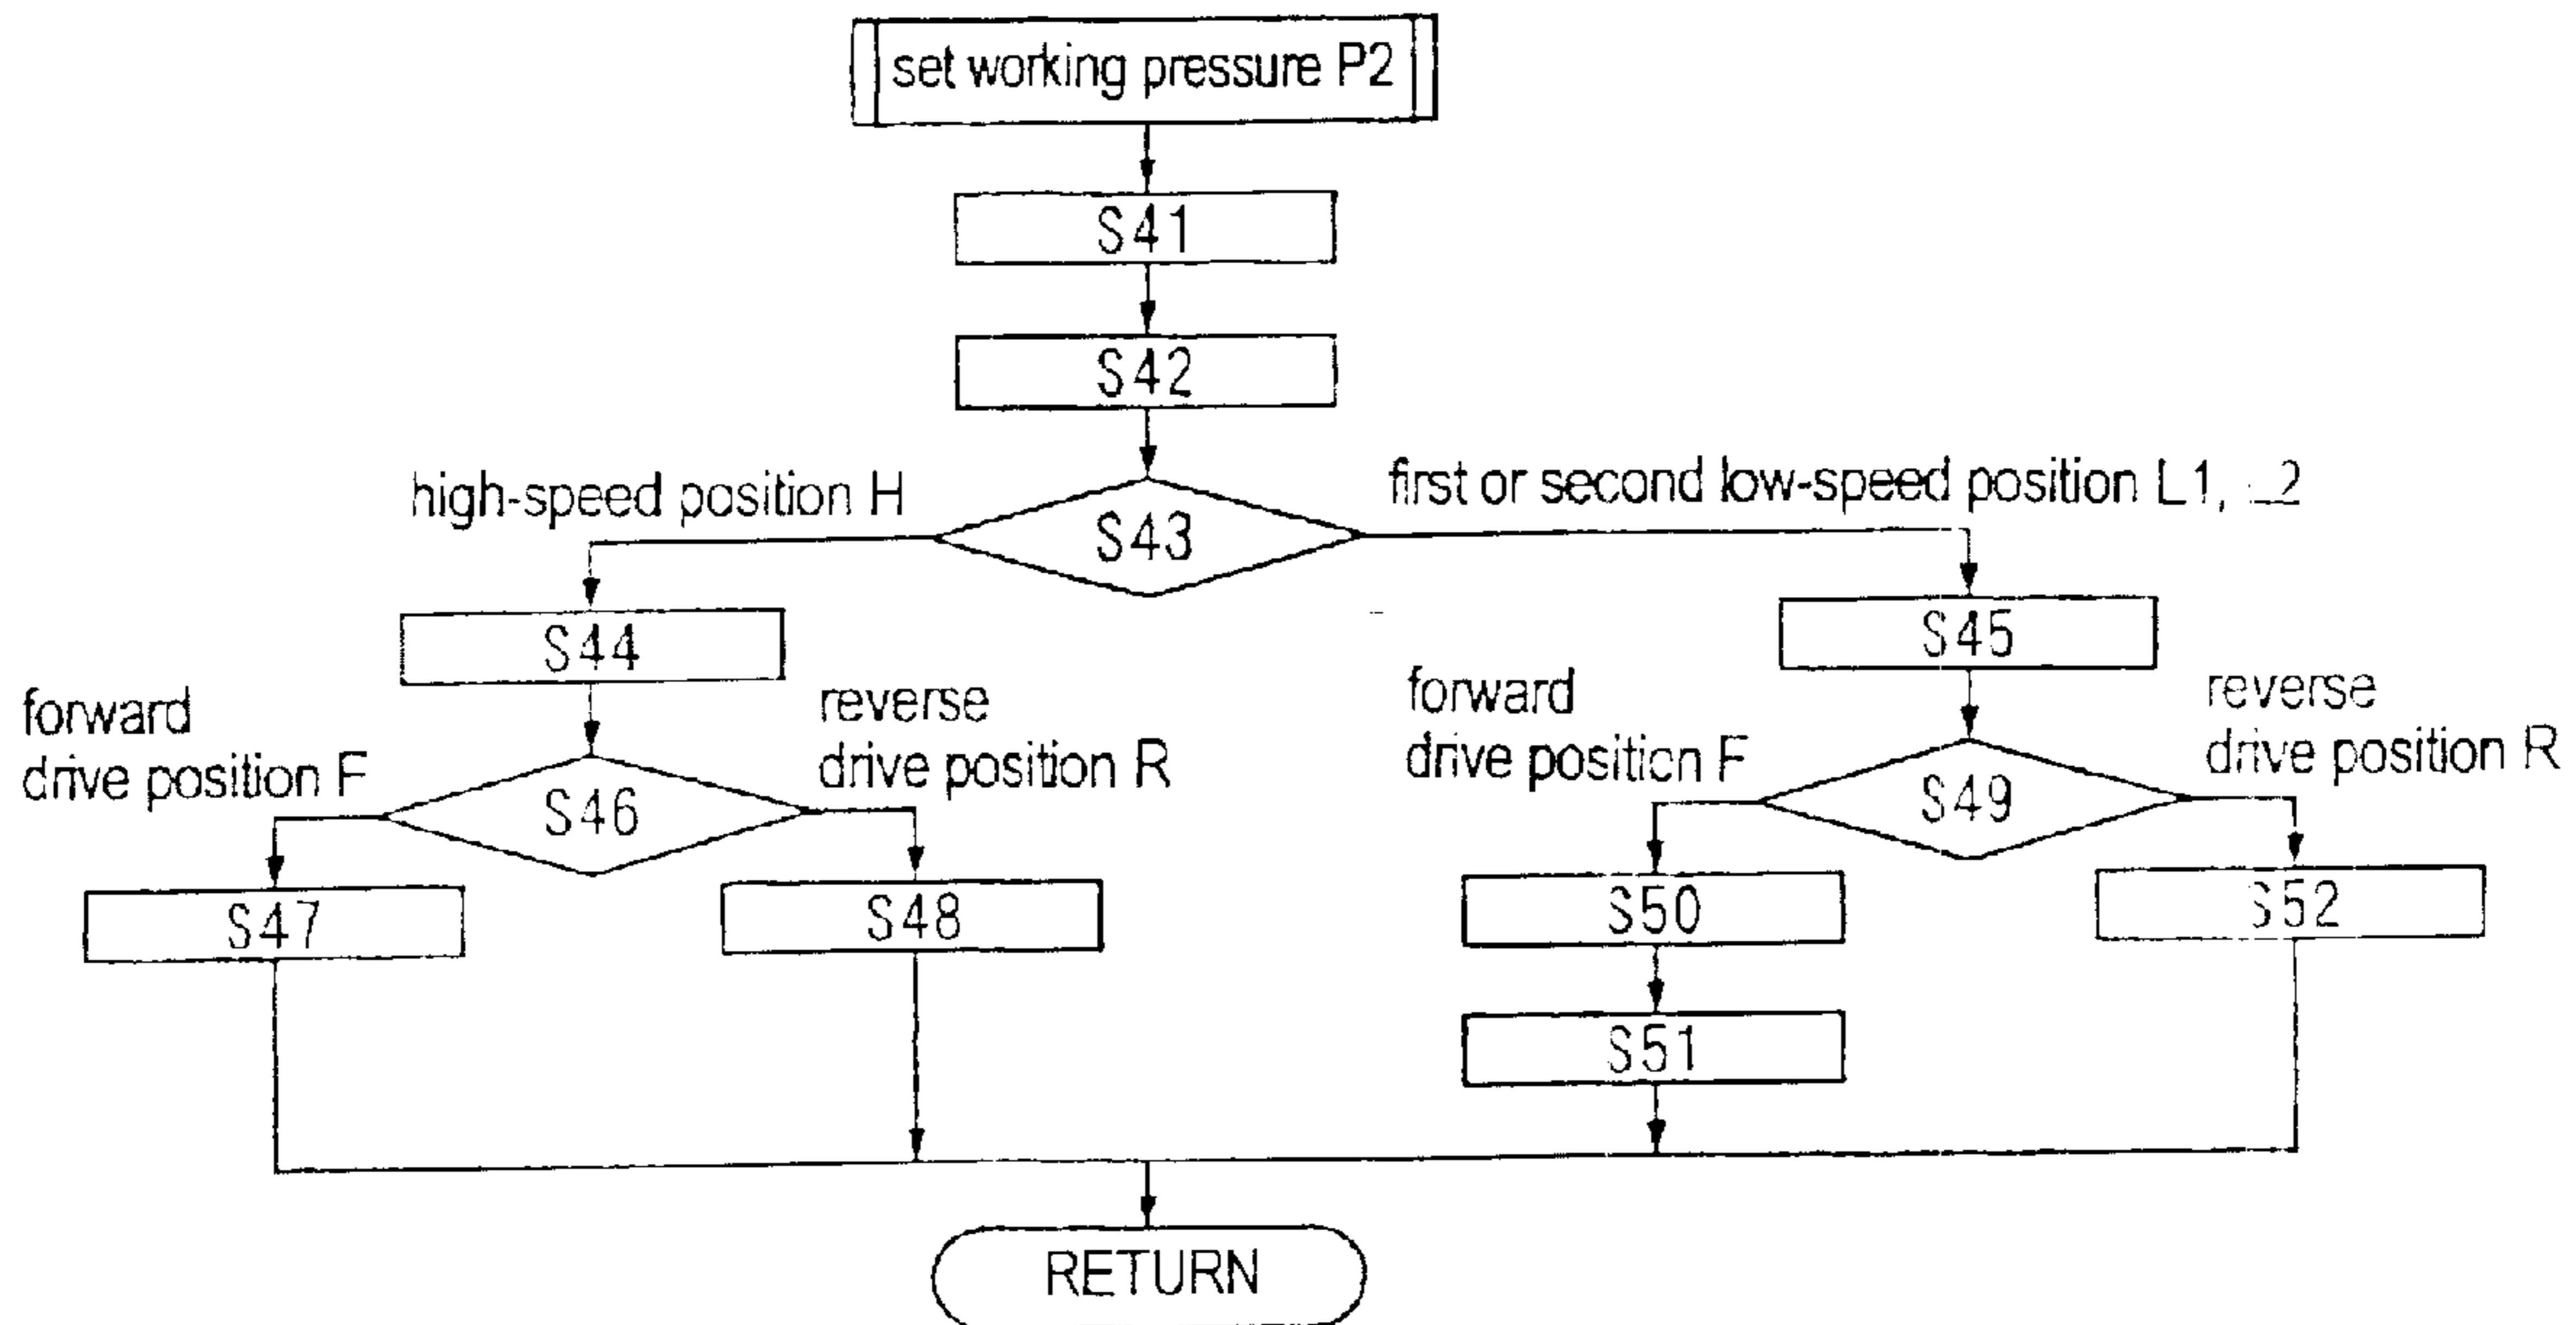 set working pressure P2
S41
S42
high-speed position H
first or second low-speed position L1, L2
S43
S44
S45
forward
drive position F
reverse
drive position R
forward
drive position F
reverse
drive position R
S46
S49
S47
S48
S50
S52
S51
RETURN